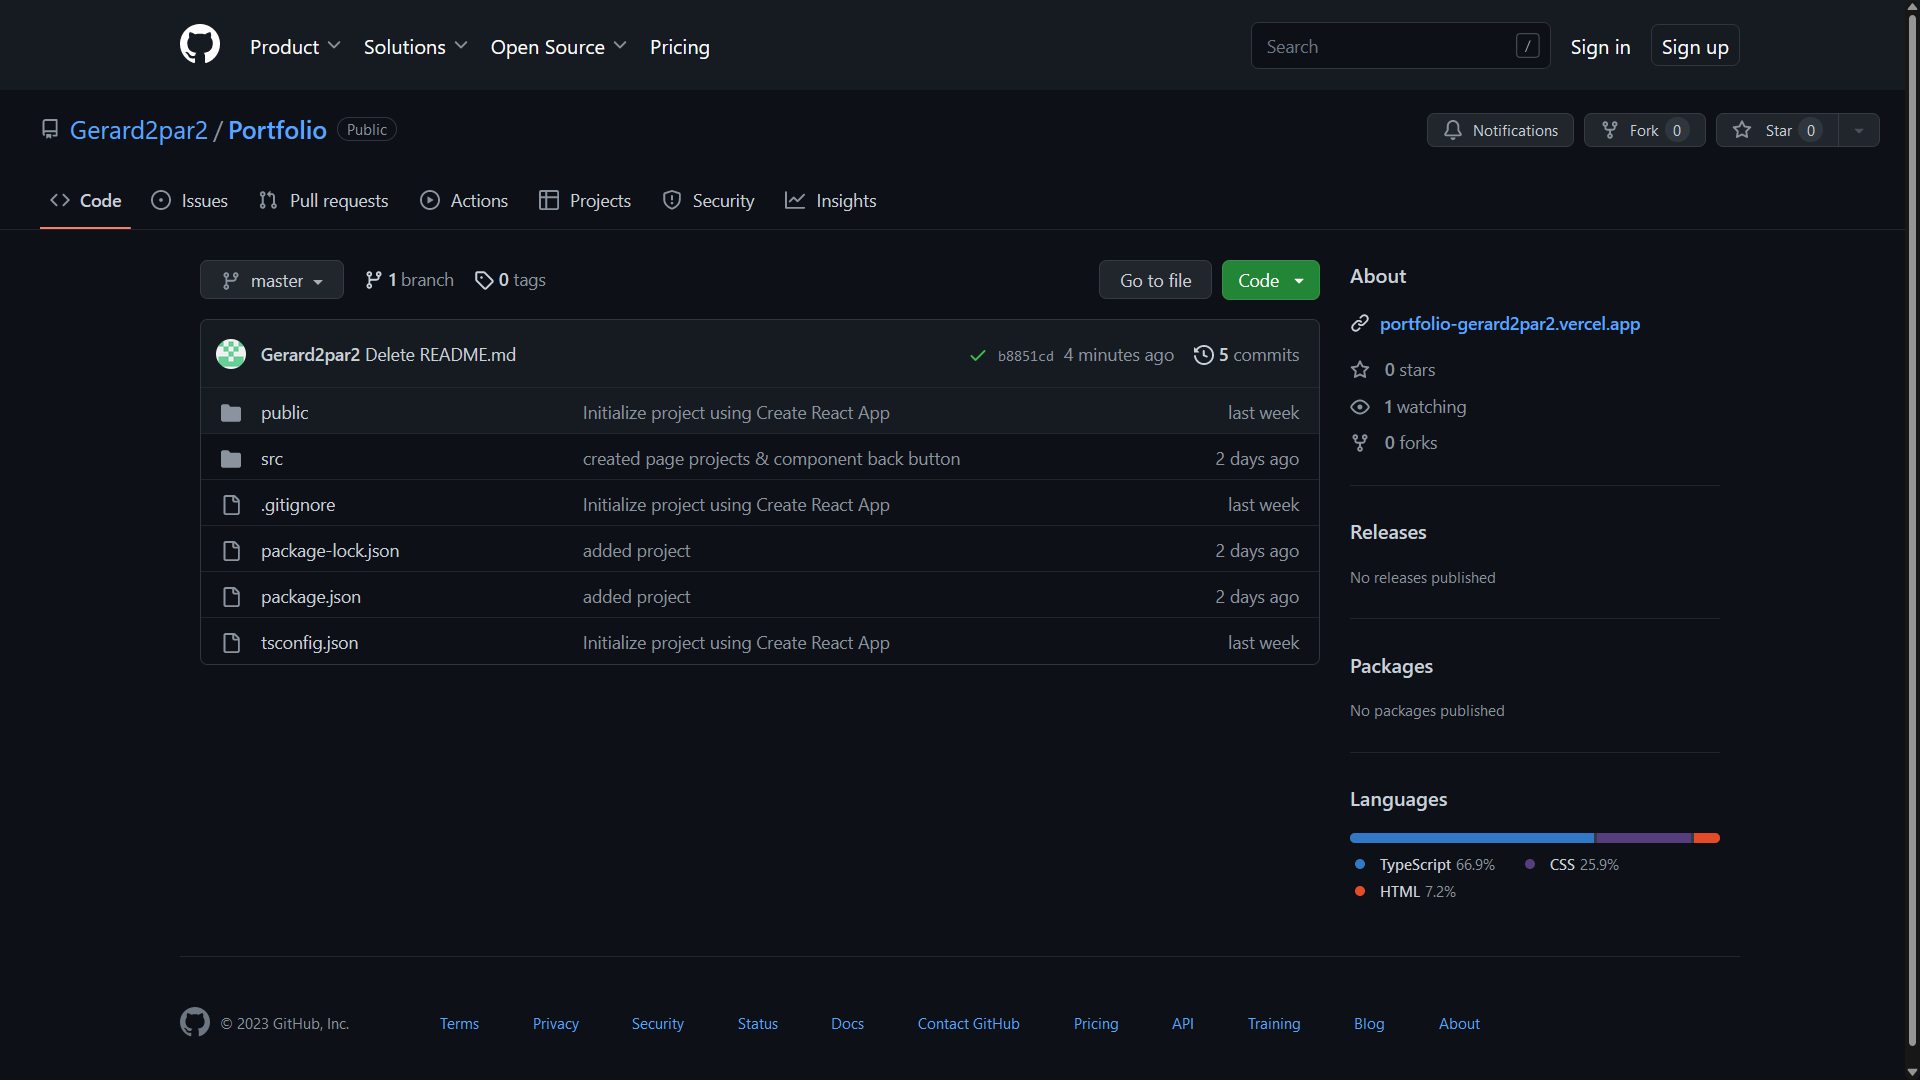 Product Solutions Open Source Pricing Search / Sign in Sign up
Gerard2par2 / Portfolio Public Notifications Fork 0 Star 0
Code Issues Pull requests Actions Projects Security Insights
master 1 branch 0 tags Go to file Code
Gerard2par2 Delete README.md b8851cd 4 minutes ago 5 commits
public Initialize project using Create React App last week
src created page projects & component back button 2 days ago
.gitignore Initialize project using Create React App last week
package-lock.json added project 2 days ago
package.json added project 2 days ago
tsconfig.json Initialize project using Create React App last week
About
portfolio-gerard2par2.vercel.app
0 stars
1 watching
0 forks
Releases
No releases published
Packages
No packages published
Languages
TypeScript 66.9% CSS 25.9%
HTML 7.2%
© 2023 GitHub, Inc. Terms Privacy Security Status Docs Contact GitHub Pricing API Training Blog About